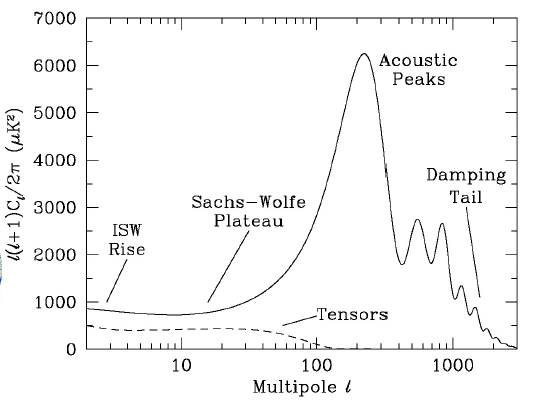 7000
6000
5000
4000
3000
2000
1000
0
ℓ(ℓ+1)Cℓ/2π (μK²)
Acoustic
Peaks
Damping
Tail
Sachs-Wolfe
Plateau
ISW
Rise
Tensors
10
100
1000
Multipole ℓ